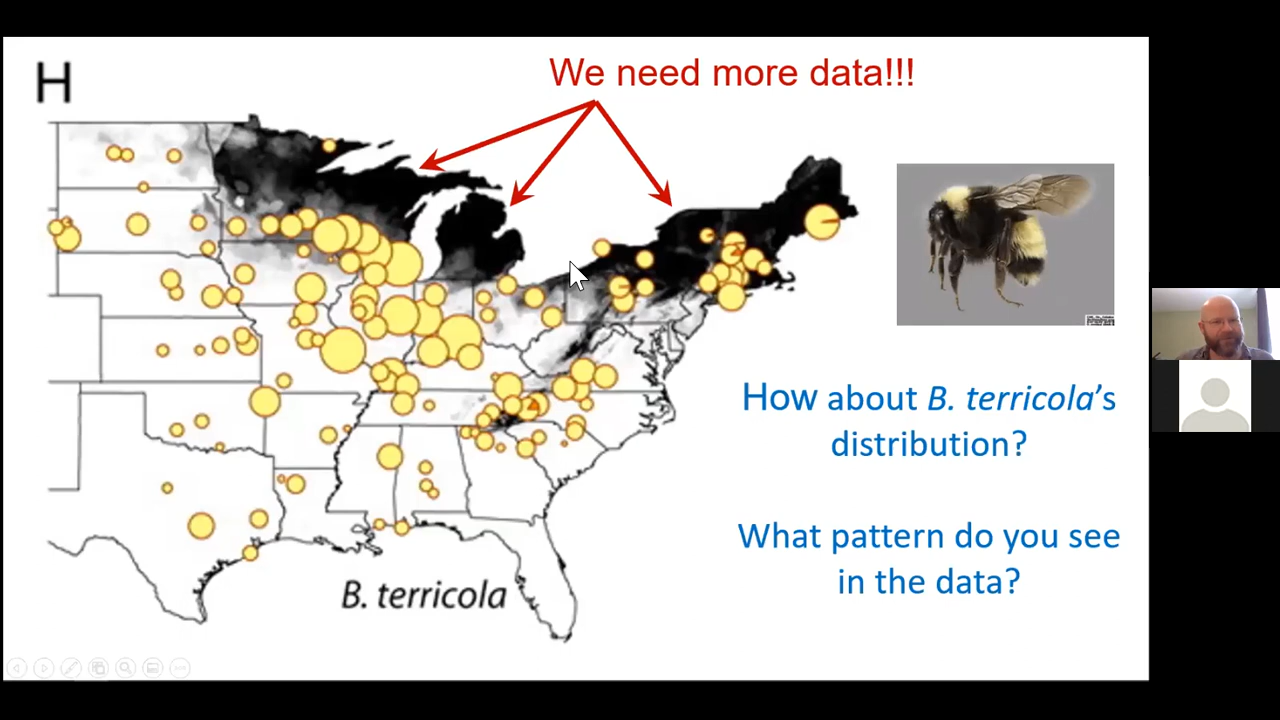 H
We need more data!!!
How about B. terricola's
distribution?
What pattern do you see
in the data?
B. terricola